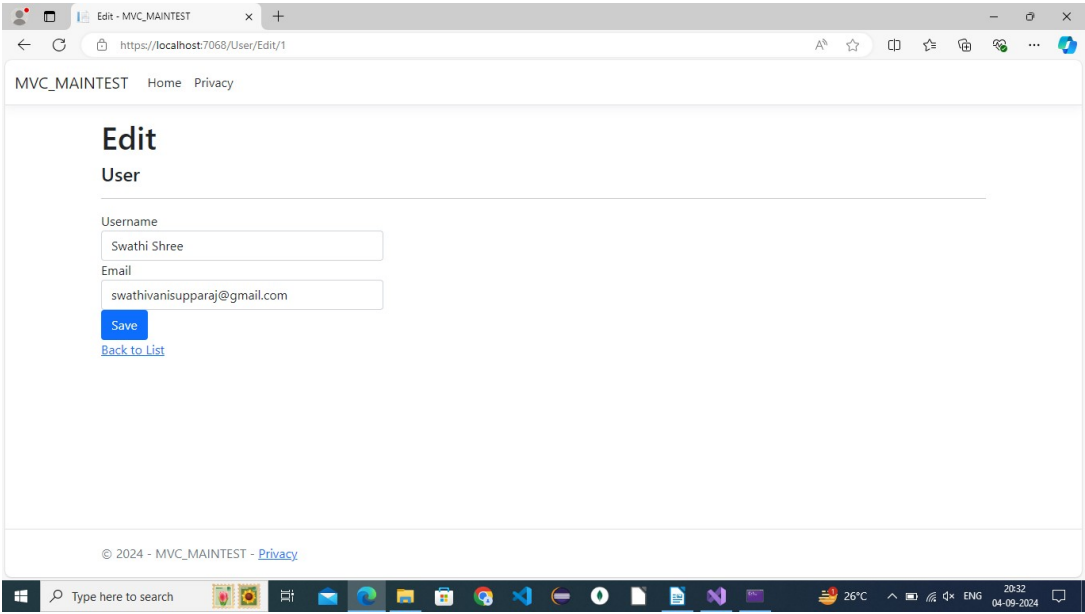 Edit - MVC_MAINTEST
https://localhost:7068/User/Edit/1
MVC_MAINTEST Home Privacy
Edit
User
Username
Swathi Shree
Email
swathivanisupparaj@gmail.com
Save
Back to List
© 2024 - MVC_MAINTEST - Privacy
Type here to search
26°C
ENG
20:32
04-09-2024